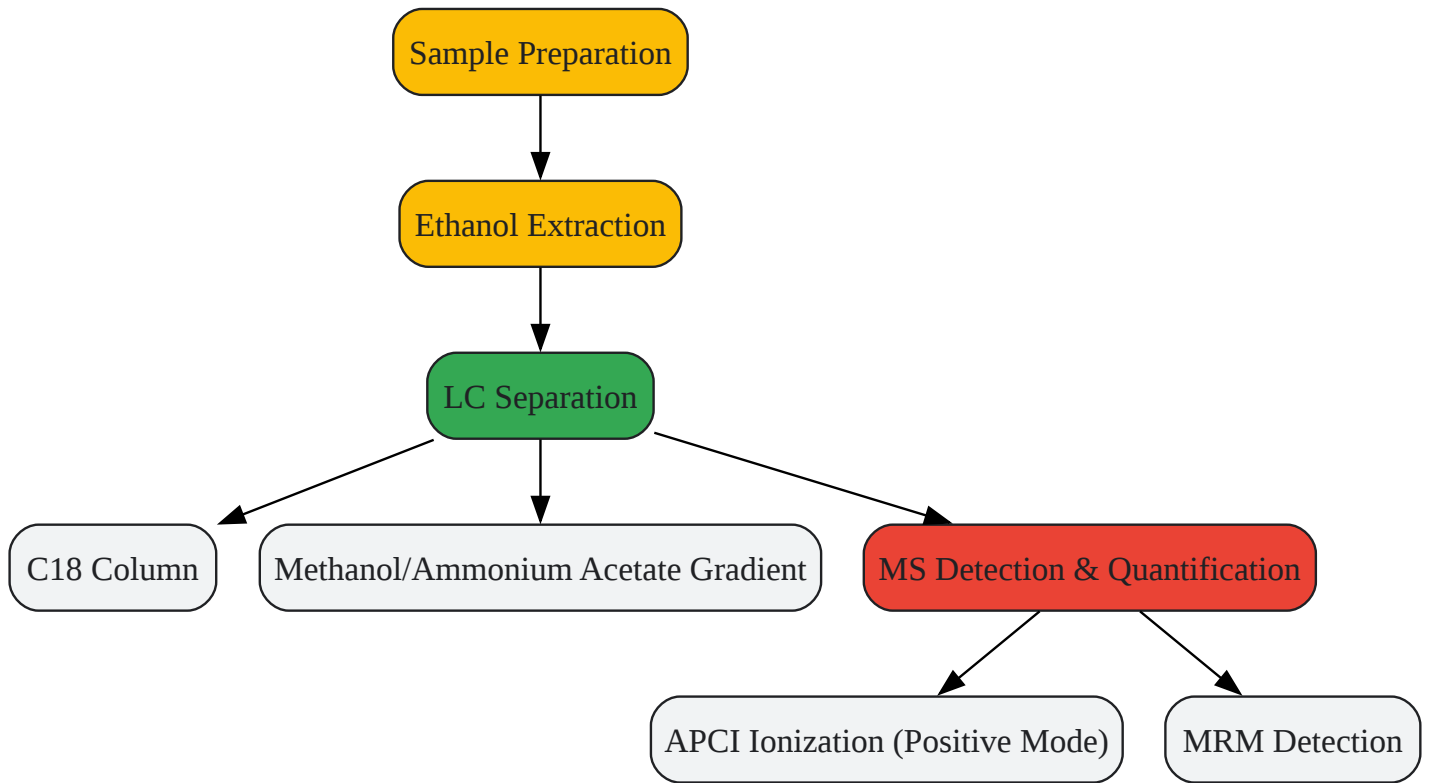 Sample Preparation
Ethanol Extraction
LC Separation
C18 Column
Methanol/Ammonium Acetate Gradient
MS Detection & Quantification
APCI Ionization (Positive Mode)
MRM Detection